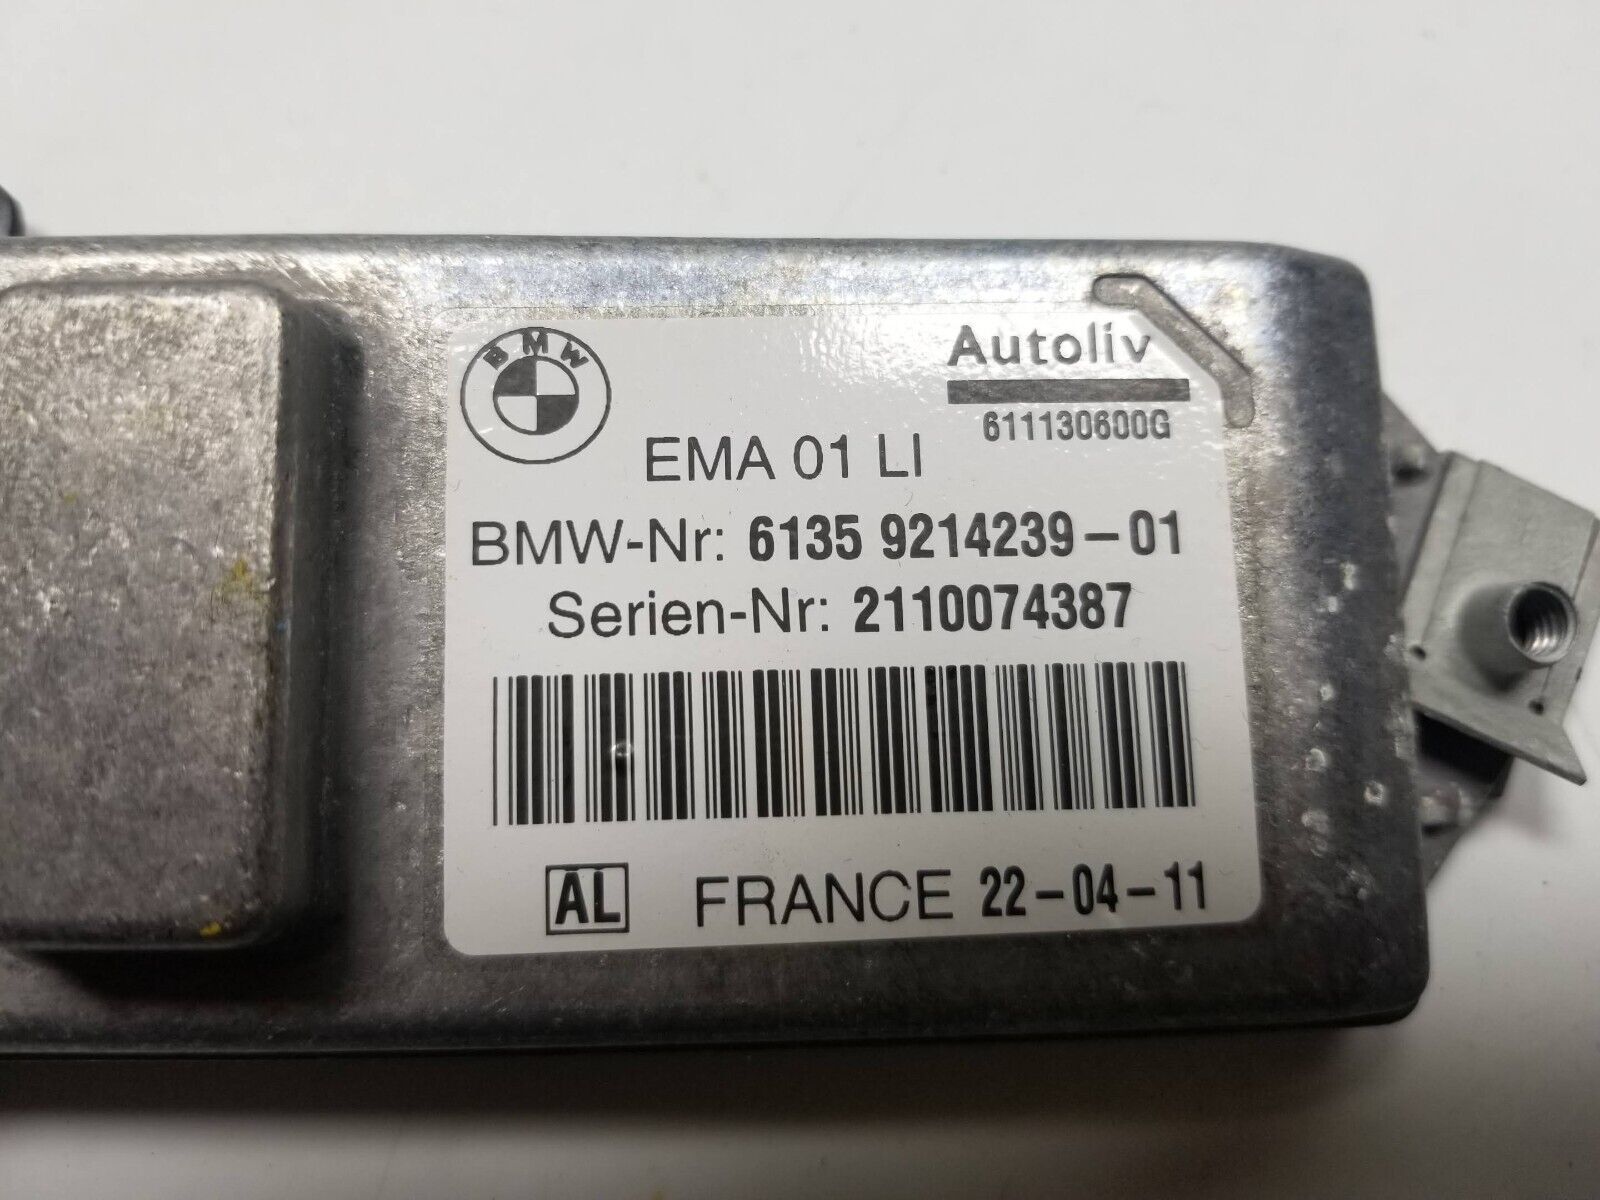 BMW
Autoliv
611130600G
EMA 01 LI
BMW-Nr: 6135 9214239-01
Serien-Nr: 2110074387
AL FRANCE 22-04-11